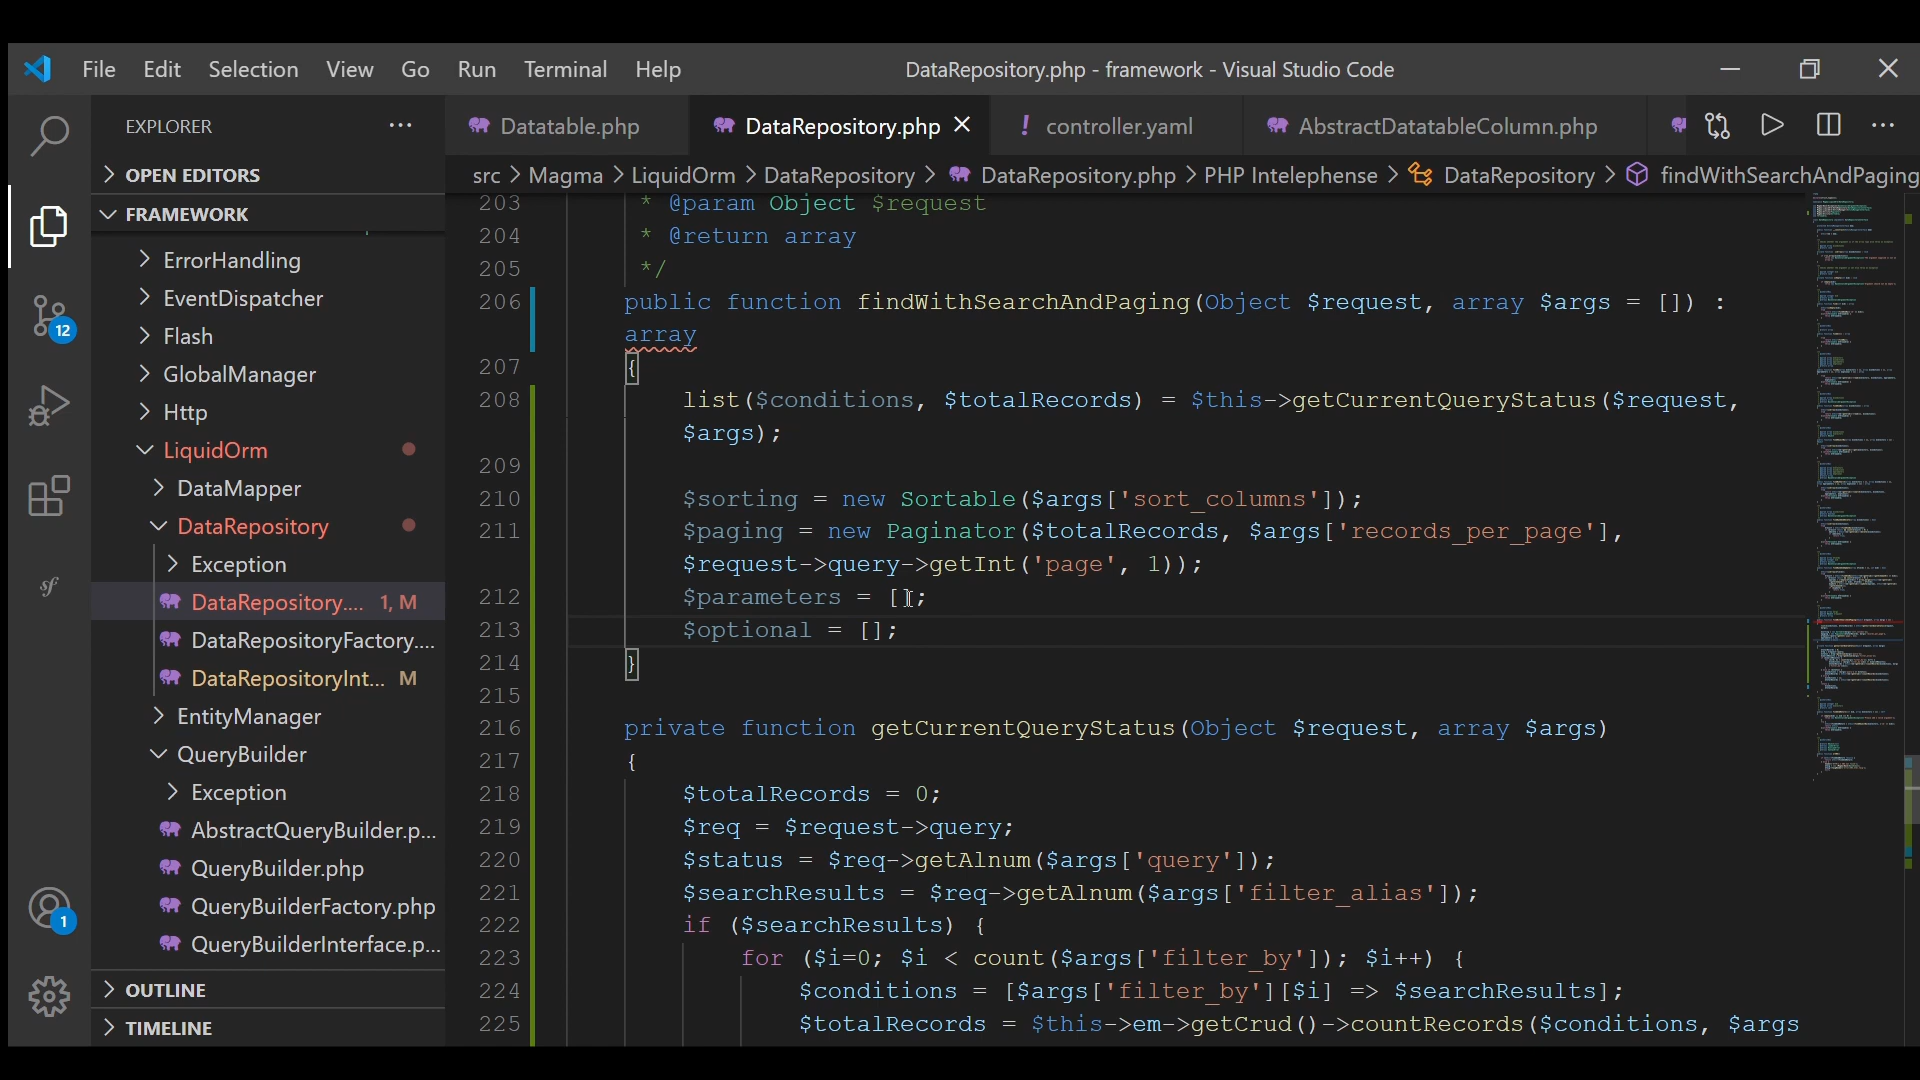 File Edit Selection View Go Run Terminal Help DataRepository.php - framework - Visual Studio Code
EXPLORER
Datatable.php DataRepository.php controller.yaml AbstractDatatableColumn.php
src > Magma > LiquidOrm > DataRepository > DataRepository.php > PHP Intelephense > DataRepository > findWithSearchAndPaging
OPEN EDITORS
FRAMEWORK
ErrorHandling
EventDispatcher
Flash
GlobalManager
Http
LiquidOrm
DataMapper
DataRepository
Exception
DataRepository.... 1, M
DataRepositoryFactory....
DataRepositoryInt... M
EntityManager
QueryBuilder
Exception
AbstractQueryBuilder.p...
QueryBuilder.php
QueryBuilderFactory.php
QueryBuilderInterface.p...
OUTLINE
TIMELINE
12
1
203 * @param Object $request
204 * @return array
205 */
206 public function findWithSearchAndPaging(Object $request, array $args = []) :
array
207 {
208 list($conditions, $totalRecords) = $this->getCurrentQueryStatus($request,
$args);
209
210 $sorting = new Sortable($args['sort_columns']);
211 $paging = new Paginator($totalRecords, $args['records_per_page'],
$request->query->getInt('page', 1));
212 $parameters = [];
213 $optional = [];
214 }
215
216 private function getCurrentQueryStatus(Object $request, array $args)
217 {
218 $totalRecords = 0;
219 $req = $request->query;
220 $status = $req->getAlnum($args['query']);
221 $searchResults = $req->getAlnum($args['filter_alias']);
222 if ($searchResults) {
223 for ($i=0; $i < count($args['filter_by']); $i++) {
224 $conditions = [$args['filter_by'][$i] => $searchResults];
225 $totalRecords = $this->em->getCrud()->countRecords($conditions, $args